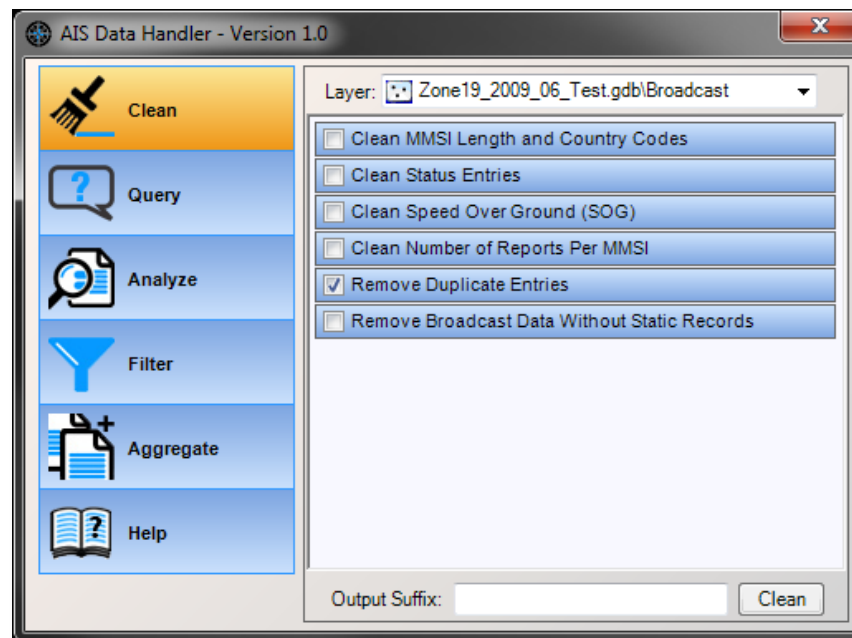 AIS Data Handler - Version 1.0
Clean
Query
Analyze
Filter
Aggregate
Help
Layer: Zone19_2009_06_Test.gdb\Broadcast
Clean MMSI Length and Country Codes
Clean Status Entries
Clean Speed Over Ground (SOG)
Clean Number of Reports Per MMSI
Remove Duplicate Entries
Remove Broadcast Data Without Static Records
Output Suffix:
Clean